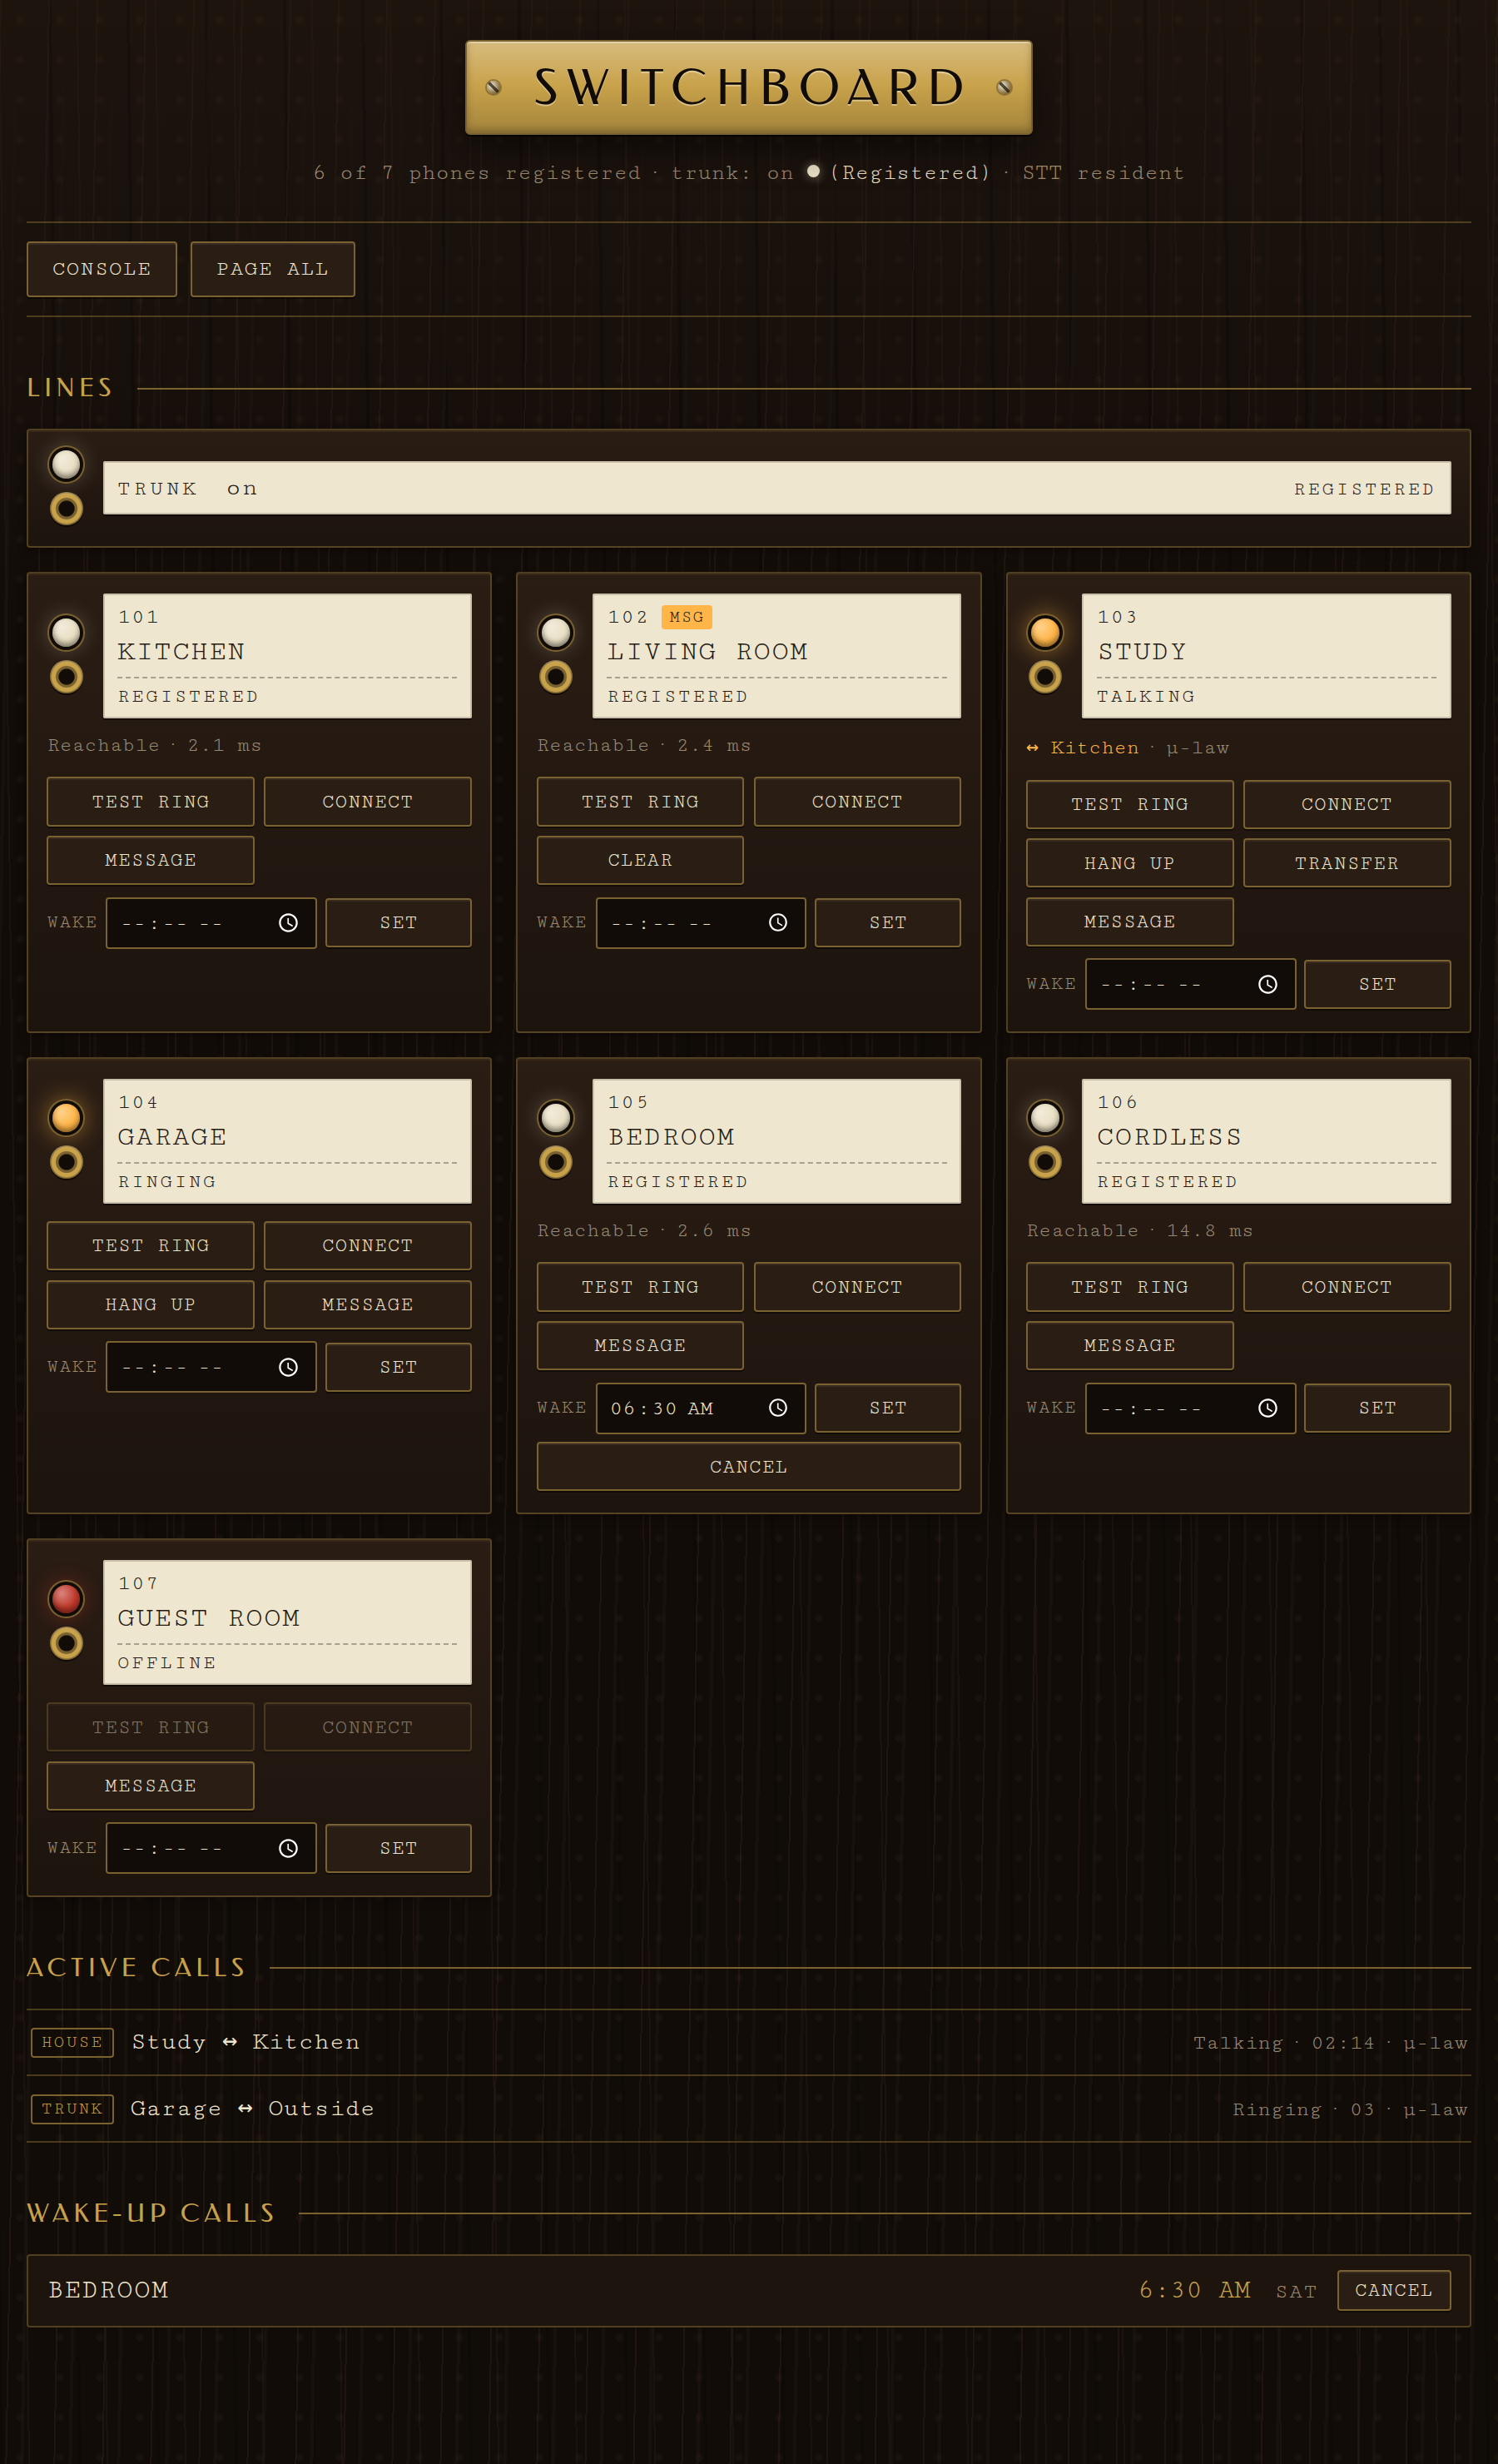 SWITCHBOARD
6 of 7 phones registered · trunk: on (Registered) · STT resident
CONSOLE PAGE ALL
LINES
TRUNK on REGISTERED
101
KITCHEN
REGISTERED
Reachable · 2.1 ms
TEST RING CONNECT
MESSAGE
WAKE --:-- -- SET
102 MSG
LIVING ROOM
REGISTERED
Reachable · 2.4 ms
TEST RING CONNECT
CLEAR
WAKE --:-- -- SET
103
STUDY
TALKING
↔ Kitchen · μ-law
TEST RING CONNECT
HANG UP TRANSFER
MESSAGE
WAKE --:-- -- SET
104
GARAGE
RINGING
TEST RING CONNECT
HANG UP MESSAGE
WAKE --:-- -- SET
105
BEDROOM
REGISTERED
Reachable · 2.6 ms
TEST RING CONNECT
MESSAGE
WAKE 06:30 AM SET
CANCEL
106
CORDLESS
REGISTERED
Reachable · 14.8 ms
TEST RING CONNECT
MESSAGE
WAKE --:-- -- SET
107
GUEST ROOM
OFFLINE
TEST RING CONNECT
MESSAGE
WAKE --:-- -- SET
ACTIVE CALLS
HOUSE Study ↔ Kitchen Talking · 02:14 · μ-law
TRUNK Garage ↔ Outside Ringing · 03 · μ-law
WAKE-UP CALLS
BEDROOM 6:30 AM SAT CANCEL